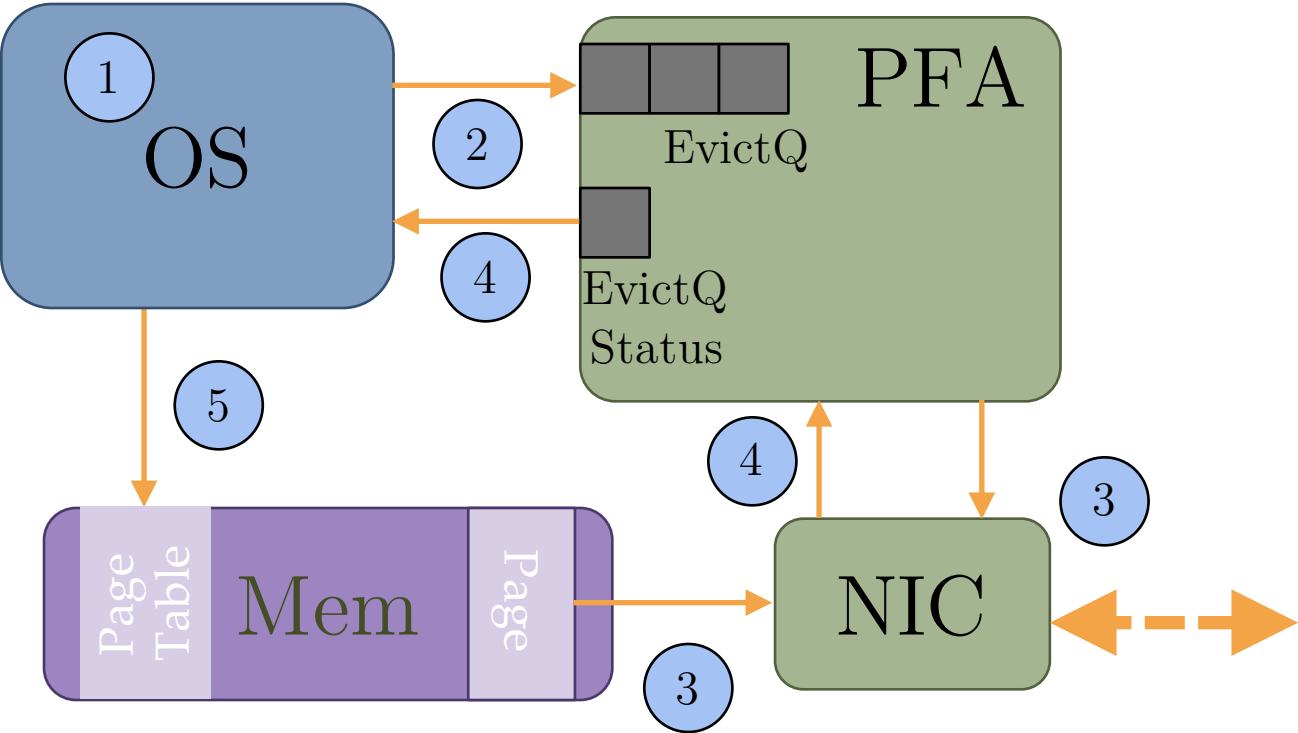 1
OS
2
PFA
EvictQ
4
EvictQ
Status
5
4
3
Page
Table
Mem
Page
NIC
3